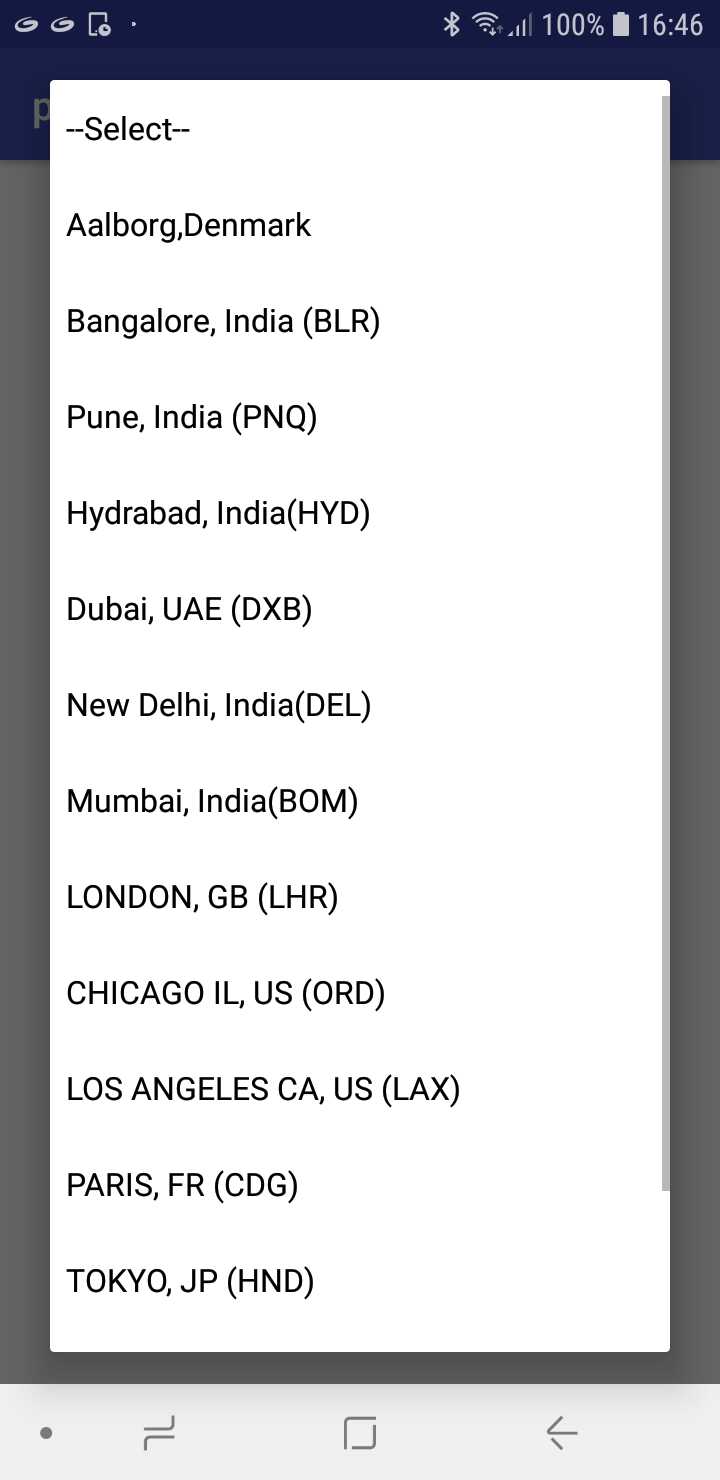 100% 16:46
p
--Select--
Aalborg,Denmark
Bangalore, India (BLR)
Pune, India (PNQ)
Hydrabad, India(HYD)
Dubai, UAE (DXB)
New Delhi, India(DEL)
Mumbai, India(BOM)
LONDON, GB (LHR)
CHICAGO IL, US (ORD)
LOS ANGELES CA, US (LAX)
PARIS, FR (CDG)
TOKYO, JP (HND)